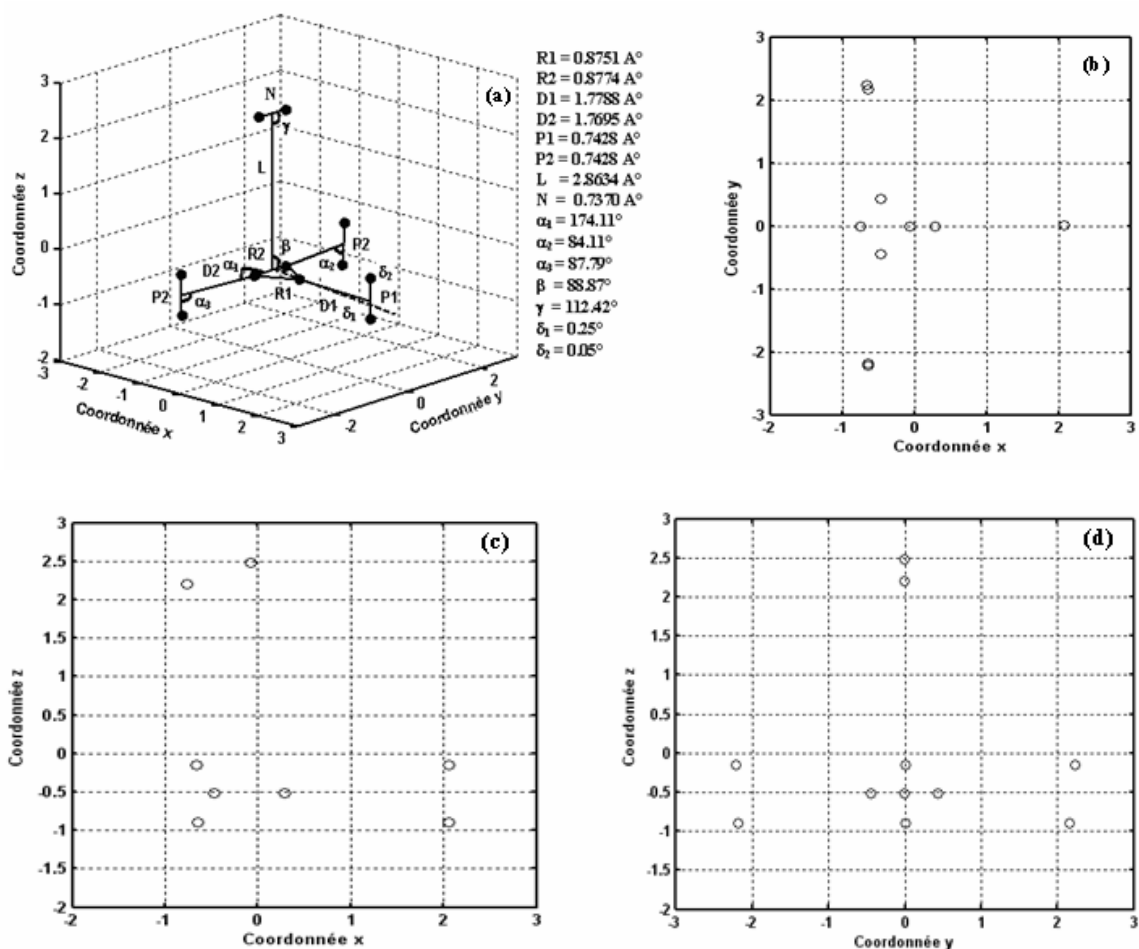 (a)
3
2
1
0
-1
-2
-3
Coordonnée z
-2
-1
0
1
2
3
Coordonnée x
-2
0
2
Coordonnée y
N
γ
L
β
R2
α₁
D2
P2
α₃
R1
D1
δ₁
δ₂
P1
α₂
P2
R1 = 0.8751 A°
R2 = 0.8774 A°
D1 = 1.7788 A°
D2 = 1.7695 A°
P1 = 0.7428 A°
P2 = 0.7428 A°
L = 2.8634 A°
N = 0.7370 A°
α₁ = 174.11°
α₂ = 84.11°
α₃ = 87.79°
β = 88.87°
γ = 112.42°
δ₁ = 0.25°
δ₂ = 0.05°
(b)
3
2
1
0
-1
-2
-3
Coordonnée y
-2 -1 0 1 2 3
Coordonnée x
(c)
3
2.5
2
1.5
1
0.5
0
-0.5
-1
-1.5
-2
Coordonnée z
-2 -1 0 1 2 3
Coordonnée x
(d)
3
2.5
2
1.5
1
0.5
0
-0.5
-1
-1.5
-2
Coordonnée z
-3 -2 -1 0 1 2 3
Coordonnée y